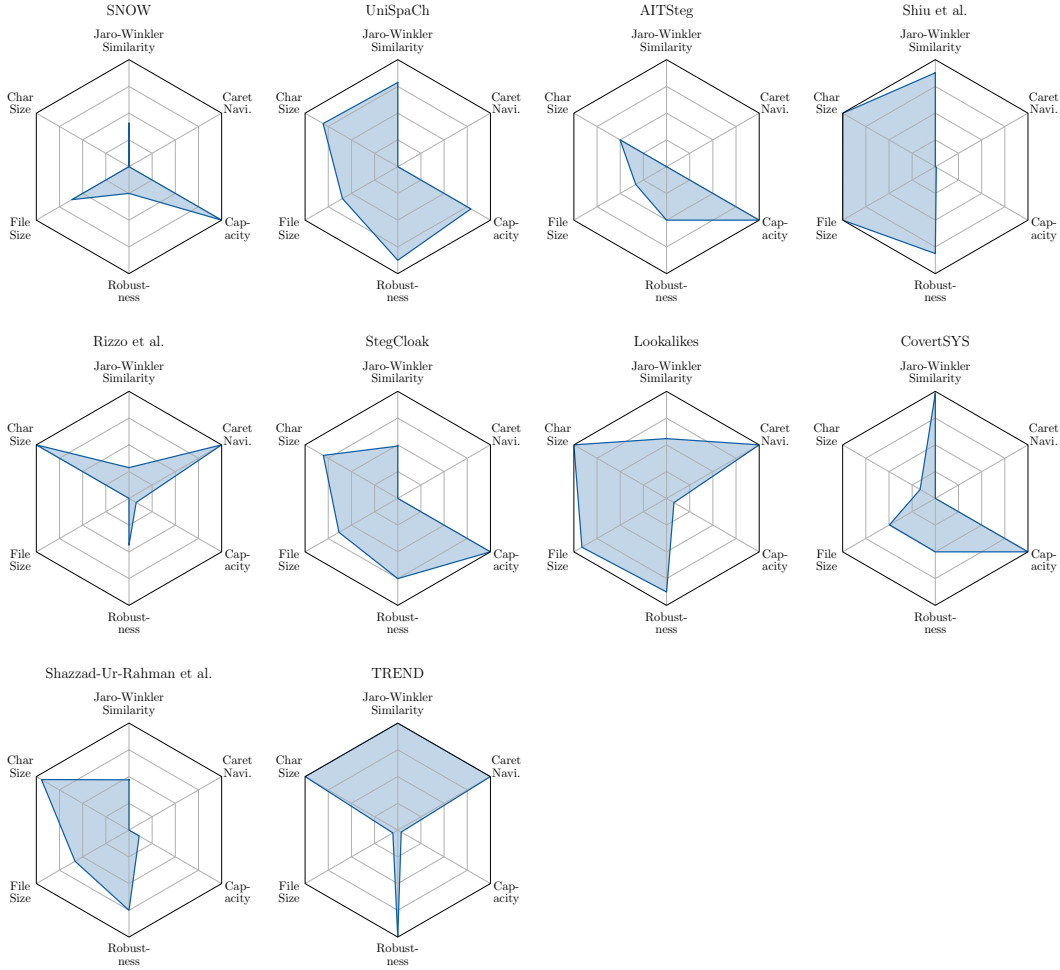 SNOW
Jaro-Winkler
Similarity
Char
Size
Caret
Navi.
File
Size
Cap-
acity
Robust-
ness
UniSpaCh
Jaro-Winkler
Similarity
Char
Size
Caret
Navi.
File
Size
Cap-
acity
Robust-
ness
AITSteg
Jaro-Winkler
Similarity
Char
Size
Caret
Navi.
File
Size
Cap-
acity
Robust-
ness
Shiu et al.
Jaro-Winkler
Similarity
Char
Size
Caret
Navi.
File
Size
Cap-
acity
Robust-
ness
Rizzo et al.
Jaro-Winkler
Similarity
Char
Size
Caret
Navi.
File
Size
Cap-
acity
Robust-
ness
StegCloak
Jaro-Winkler
Similarity
Char
Size
Caret
Navi.
File
Size
Cap-
acity
Robust-
ness
Lookalikes
Jaro-Winkler
Similarity
Char
Size
Caret
Navi.
File
Size
Cap-
acity
Robust-
ness
CovertSYS
Jaro-Winkler
Similarity
Char
Size
Caret
Navi.
File
Size
Cap-
acity
Robust-
ness
Shazzad-Ur-Rahman et al.
Jaro-Winkler
Similarity
Char
Size
Caret
Navi.
File
Size
Cap-
acity
Robust-
ness
TREND
Jaro-Winkler
Similarity
Char
Size
Caret
Navi.
File
Size
Cap-
acity
Robust-
ness